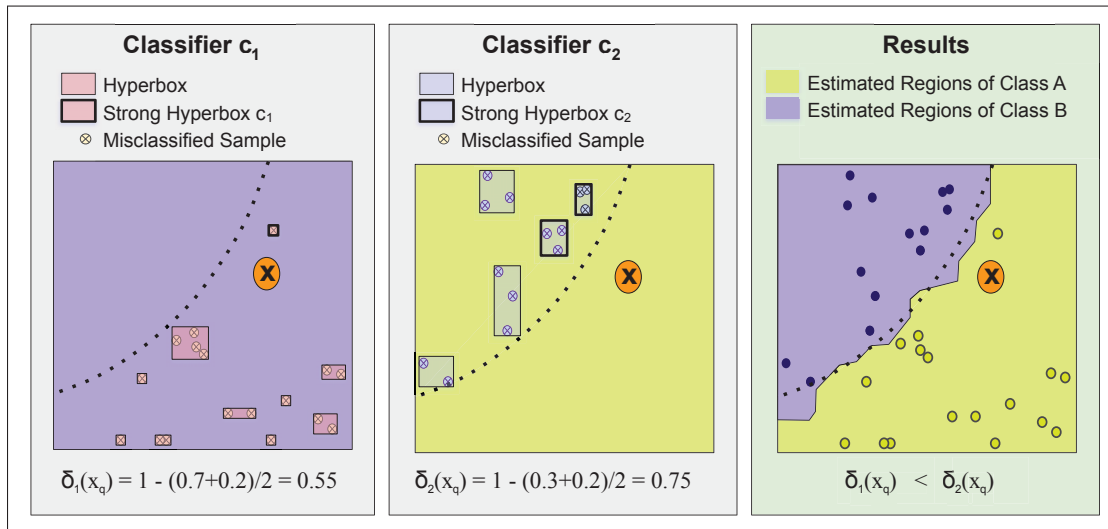 Classifier c1
Hyperbox
Strong Hyperbox c1
Misclassified Sample
X
δ1(xq) = 1 - (0.7+0.2)/2 = 0.55
Classifier c2
Hyperbox
Strong Hyperbox c2
Misclassified Sample
X
δ2(xq) = 1 - (0.3+0.2)/2 = 0.75
Results
Estimated Regions of Class A
Estimated Regions of Class B
X
δ1(xq) < δ2(xq)